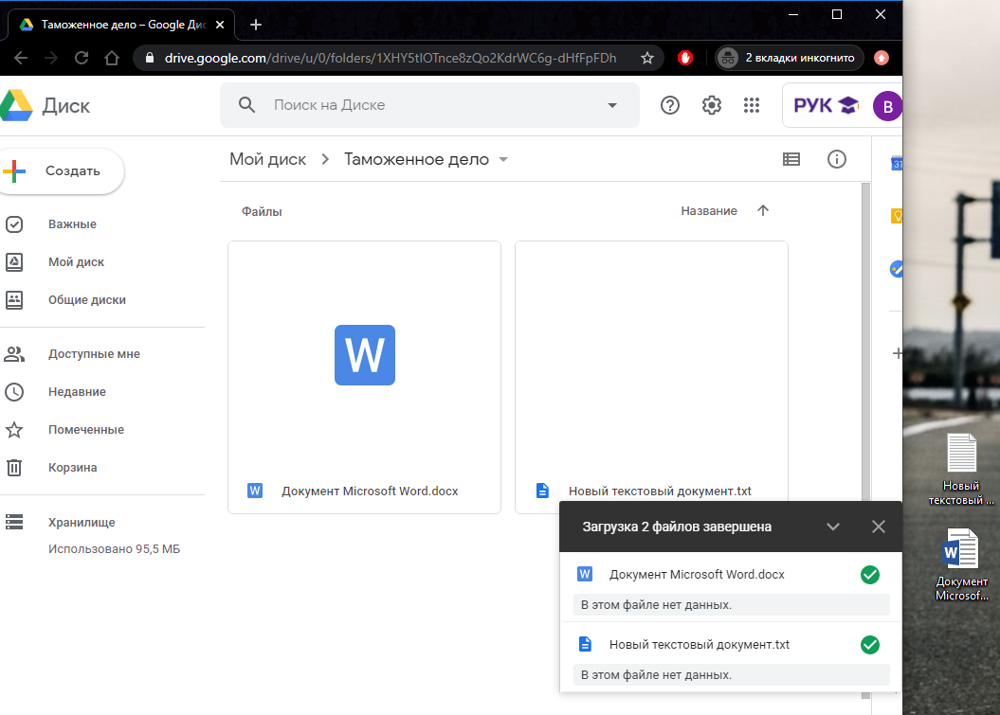 Таможенное дело – Google Дис
drive.google.com/drive/u/0/folders/1XHY5tIOTnce8zQo2KdrWC6g-dHfFpFDh
2 вкладки инкогнито
Диск
Поиск на Диске
РУК
В
Создать
Мой диск
Таможенное дело
31
Файлы
Название
Важные
Мой диск
Общие диски
Доступные мне
Недавние
Помеченные
Корзина
Хранилище
Использовано 95,5 МБ
W
W
Документ Microsoft Word.docx
Новый текстовый документ.txt
Загрузка 2 файлов завершена
W
Документ Microsoft Word.docx
В этом файле нет данных.
Новый текстовый документ.txt
В этом файле нет данных.
Новый
текстовый ...
W
Документ
Microsof...